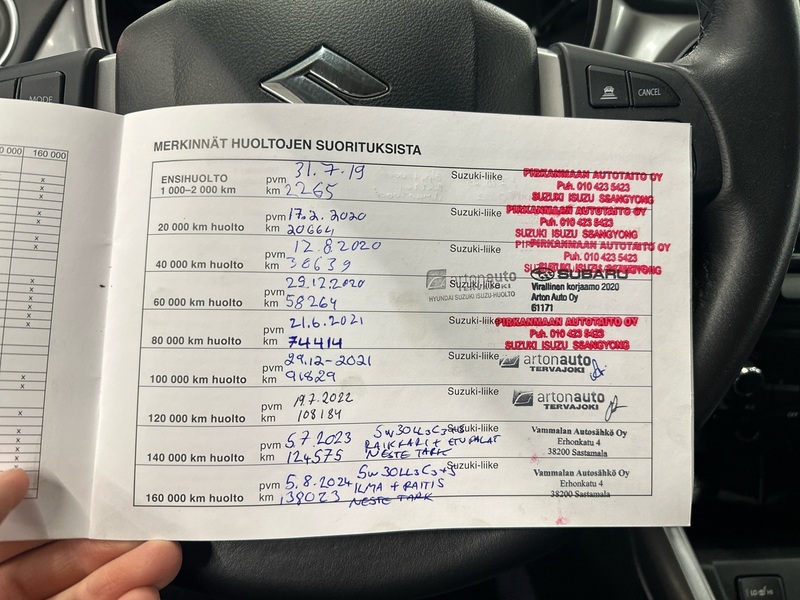 MODE
CANCEL
0 000 160 000
MERKINNÄT HUOLTOJEN SUORITUKSISTA
ENSIHUOLTO
1 000–2 000 km
pvm 31.7.19
km 2265
Suzuki-liike
PIRKANMAAN AUTOTAITO OY
Puh. 010 423 5423
SUZUKI ISUZU SSANGYONG
20 000 km huolto
pvm 17.2.2020
km 20664
Suzuki-liike
PIRKANMAAN AUTOTAITO OY
Puh. 010 423 5423
SUZUKI ISUZU SSANGYONG
40 000 km huolto
pvm 12.8.2020
km 38639
Suzuki-liike
PIRKANMAAN AUTOTAITO OY
Puh. 010 423 5423
SUZUKI ISUZU SSANGYONG
60 000 km huolto
pvm 29.12.2020
km 58264
artonauto
HYUNDAI SUZUKI ISUZU-HUOLTO
Suzuki-liike
SUBARU
Virallinen korjaamo 2020
Arton Auto Oy
61171
80 000 km huolto
pvm 21.6.2021
km 74414
Suzuki-liike
PIRKANMAAN AUTOTAITO OY
Puh. 010 423 5423
SUZUKI ISUZU SSANGYONG
100 000 km huolto
pvm 29.12-2021
km 91829
Suzuki-liike
artonauto
TERVAJOKI
120 000 km huolto
pvm 19.7.2022
km 108184
Suzuki-liike
artonauto
TERVAJOKI
140 000 km huolto
pvm 5.7.2023
km 124575
Suzuki-liike
NESTE TARK
Vammalan Autosähkö Oy
Erhonkatu 4
38200 Sastamala
160 000 km huolto
pvm 5.8.2024
km 138023
Suzuki-liike
ILMA + RAITIS
NESTE TARK
Vammalan Autosähkö Oy
Erhonkatu 4
38200 Sastamala